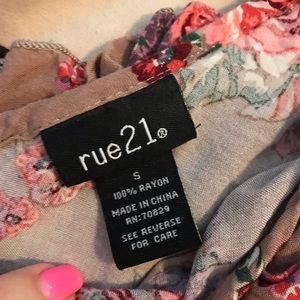 rue21®
S
100% RAYON
MADE IN CHINA
RN:70829
SEE REVERSE
FOR CARE